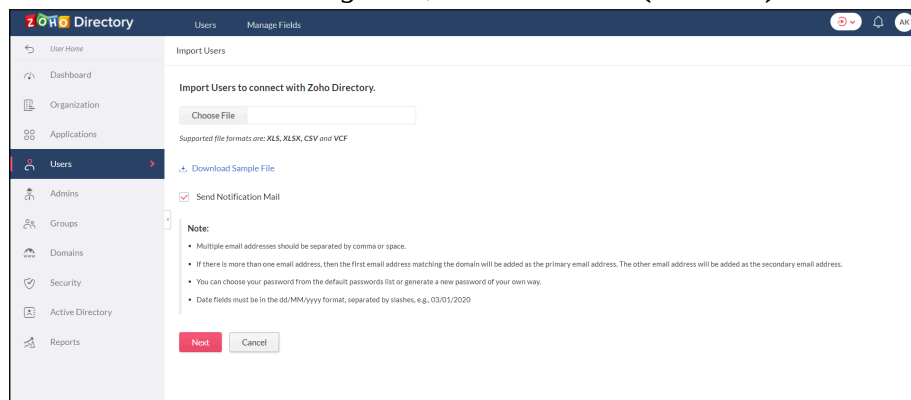 ZOHO Directory
Users
Manage Fields
AK
User Home
Import Users
Dashboard
Organization
Applications
Users
Admins
Groups
Domains
Security
Active Directory
Reports
Import Users to connect with Zoho Directory.
Choose File
Supported file formats are: XLS, XLSX, CSV and VCF
Download Sample File
Send Notification Mail
Note:
• Multiple email addresses should be separated by comma or space.
• If there is more than one email address, then the first email address matching the domain will be added as the primary email address. The other email address will be added as the secondary email address.
• You can choose your password from the default passwords list or generate a new password of your own way.
• Date fields must be in the dd/MM/yyyy format, separated by slashes, e.g., 03/01/2020
Next
Cancel